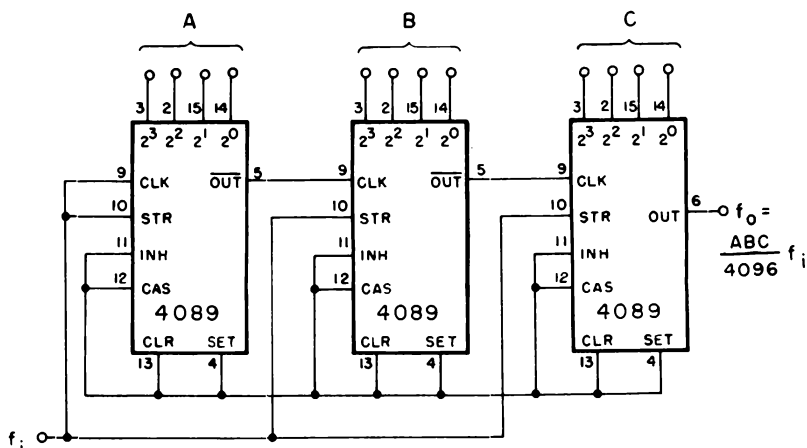 A B C
3 2 15 14 3 2 15 14 3 2 15 14
2³ 2² 2¹ 2⁰ 2³ 2² 2¹ 2⁰ 2³ 2² 2¹ 2⁰
9 CLK O̅U̅T̅ 5 9 CLK O̅U̅T̅ 5 9 CLK
10 STR 10 STR 10 STR OUT 6 f₀ =
11 INH 11 INH 11 INH ABC/4096 fᵢ
12 CAS 12 CAS 12 CAS
4089 4089 4089
CLR SET CLR SET CLR SET
13 4 13 4 13 4
fᵢ